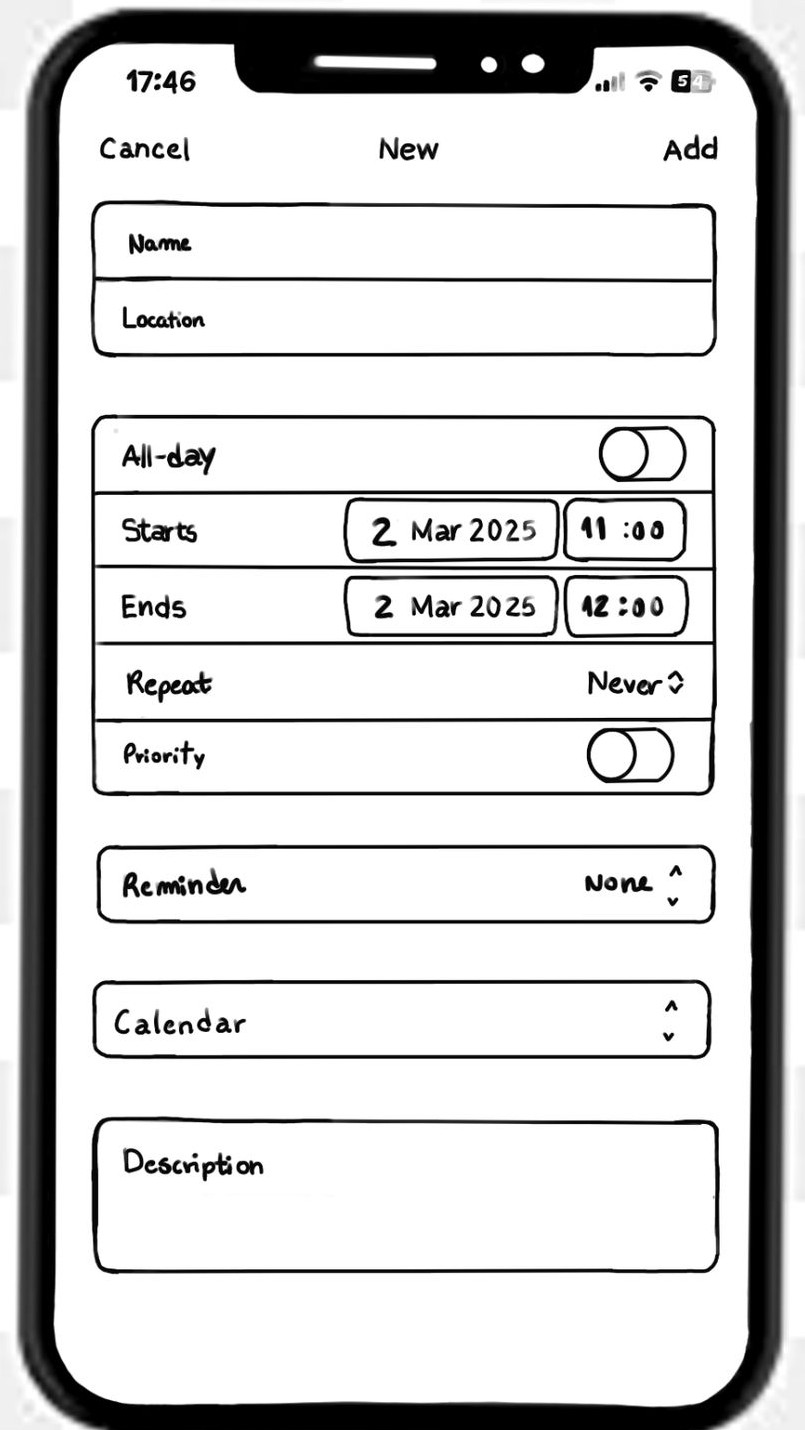 17:46 54
Cancel New Add
Name
Location
All-day
Starts 2 Mar 2025 11:00
Ends 2 Mar 2025 12:00
Repeat Never
Priority
Reminder None
Calendar
Description